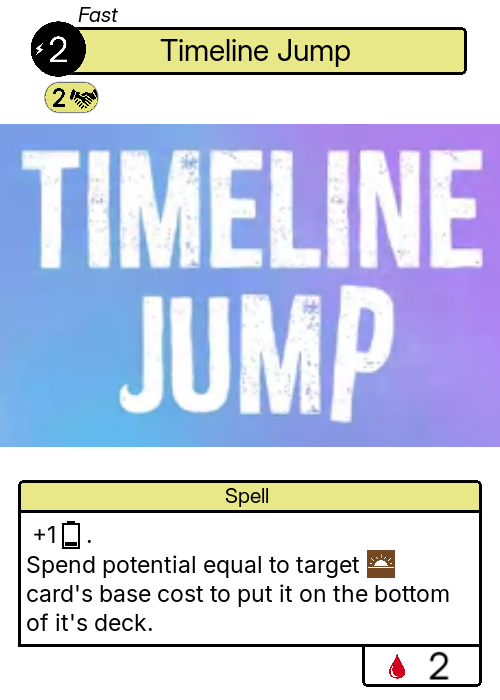 Fast
2
Timeline Jump
2
TIMELINE
JUMP
Spell
+1 .
Spend potential equal to target
card's base cost to put it on the bottom
of it's deck.
2